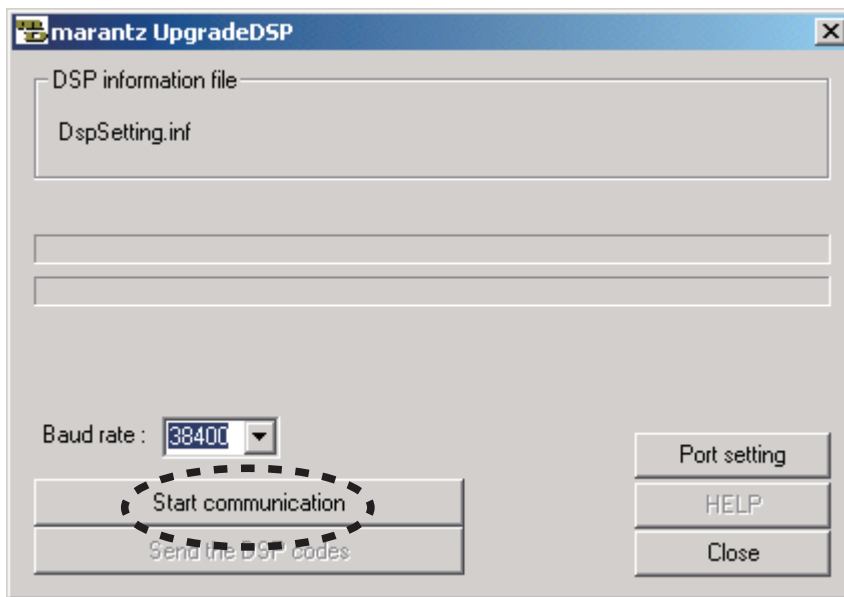 marantz UpgradeDSP
DSP information file
DspSetting.inf
Baud rate : 38400
Port setting
Start communication
HELP
Send the DSP codes
Close